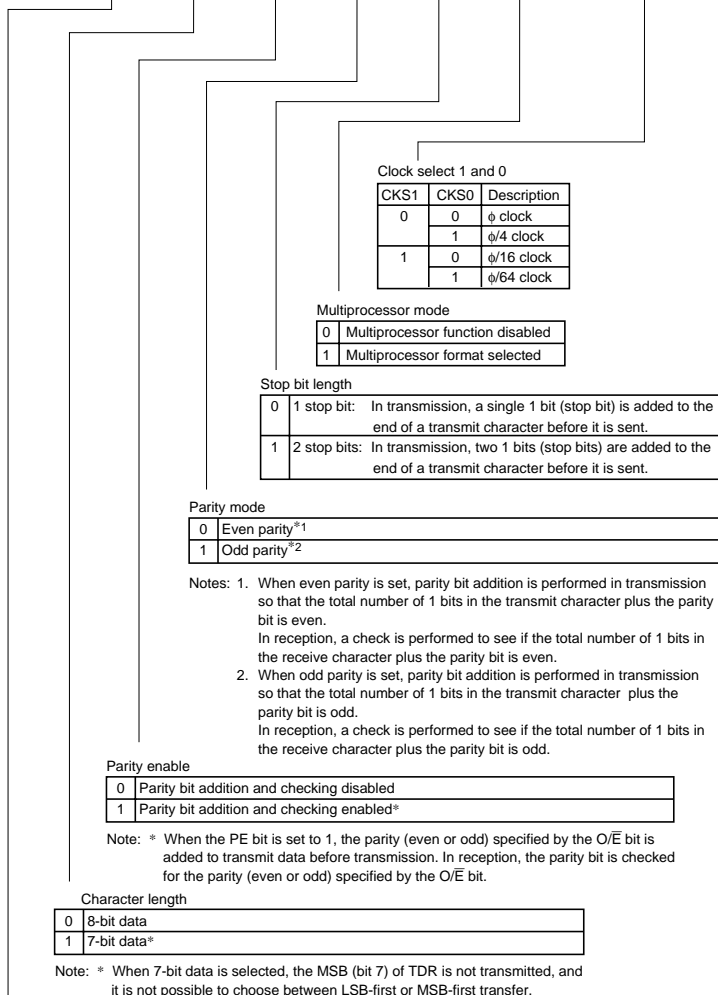 Clock select 1 and 0
CKS1 CKS0 Description
0 0 ϕ clock
1 ϕ/4 clock
1 0 ϕ/16 clock
1 ϕ/64 clock
Multiprocessor mode
0 Multiprocessor function disabled
1 Multiprocessor format selected
Stop bit length
0 1 stop bit: In transmission, a single 1 bit (stop bit) is added to the
end of a transmit character before it is sent.
1 2 stop bits: In transmission, two 1 bits (stop bits) are added to the
end of a transmit character before it is sent.
Parity mode
0 Even parity*1
1 Odd parity*2
Notes: 1. When even parity is set, parity bit addition is performed in transmission
so that the total number of 1 bits in the transmit character plus the parity
bit is even.
In reception, a check is performed to see if the total number of 1 bits in
the receive character plus the parity bit is even.
2. When odd parity is set, parity bit addition is performed in transmission
so that the total number of 1 bits in the transmit character plus the
parity bit is odd.
In reception, a check is performed to see if the total number of 1 bits in
the receive character plus the parity bit is odd.
Parity enable
0 Parity bit addition and checking disabled
1 Parity bit addition and checking enabled*
Note: * When the PE bit is set to 1, the parity (even or odd) specified by the O/E̅ bit is
added to transmit data before transmission. In reception, the parity bit is checked
for the parity (even or odd) specified by the O/E̅ bit.
Character length
0 8-bit data
1 7-bit data*
Note: * When 7-bit data is selected, the MSB (bit 7) of TDR is not transmitted, and
it is not possible to choose between LSB-first or MSB-first transfer.